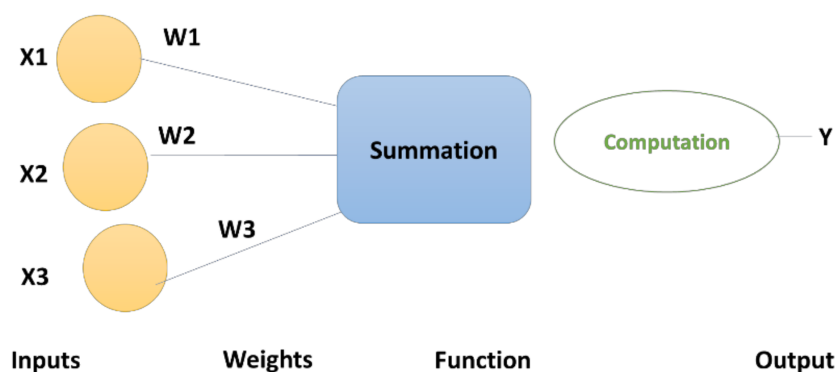 X1
W1
X2
W2
X3
W3
Summation
Computation
Y
Inputs
Weights
Function
Output